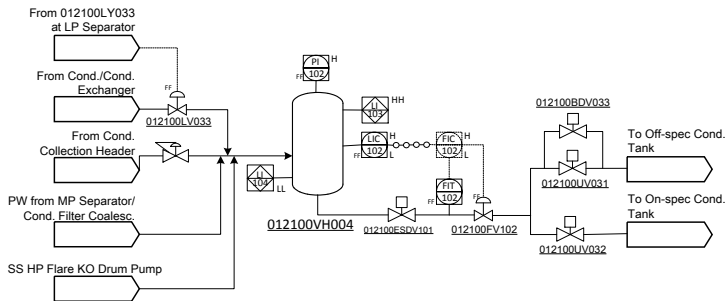 From 012100LY033
at LP Separator
From Cond./Cond.
Exchanger
FF
012100LV033
From Cond.
Collection Header
PW from MP Separator/
Cond. Filter Coalesc.
SS HP Flare KO Drum Pump
PI
102
H
FF
LI
103
HH
LIC
102
H
L
FF
FIC
102
H
L
LI
104
LL
FIT
102
FF
FF
012100VH004
012100ESDV101
012100FV102
012100BDV033
012100UV031
012100UV032
To Off-spec Cond.
Tank
To On-spec Cond.
Tank